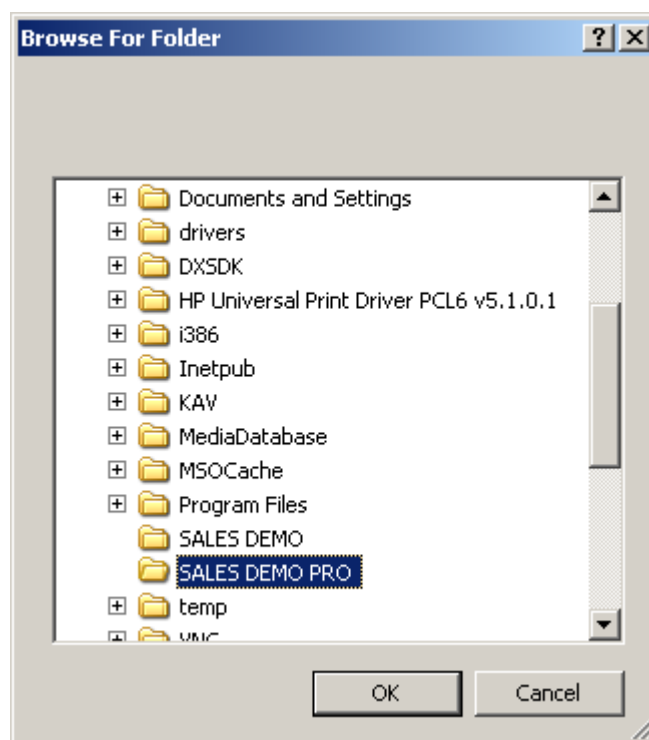 Browse For Folder
Documents and Settings
drivers
DXSDK
HP Universal Print Driver PCL6 v5.1.0.1
i386
Inetpub
KAV
MediaDatabase
MSOCache
Program Files
SALES DEMO
SALES DEMO PRO
temp
VNC
OK Cancel